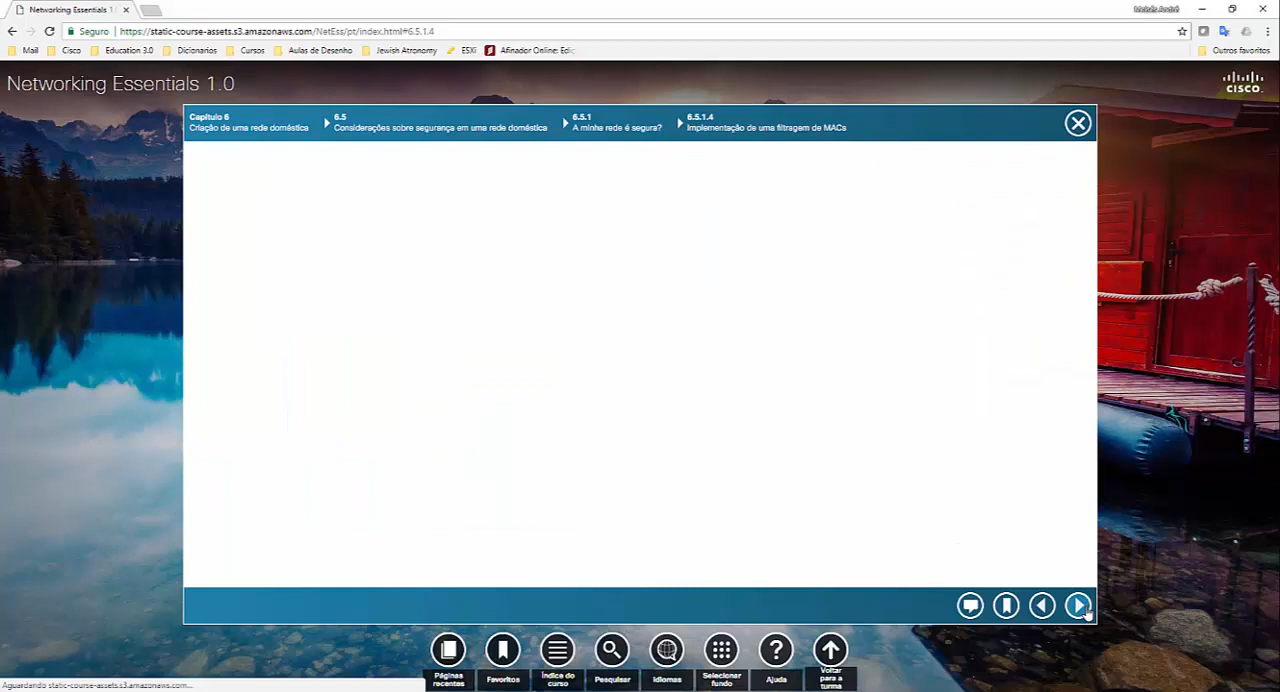 Networking Essentials 1.0
Moisés André
Seguro
https://static-course-assets.s3.amazonaws.com/NetEss/pt/index.html#6.5.1.4
Mail Cisco Education 3.0 Dicionarios Cursos Aulas de Desenho Jewish Atronomy ESXi Afinador Online: Edic Outros favoritos
Networking Essentials 1.0
CISCO.
Capítulo 6
Criação de uma rede doméstica
6.5
Considerações sobre segurança em uma rede doméstica
6.5.1
A minha rede é segura?
6.5.1.4
Implementação de uma filtragem de MACs
Páginas recentes
Favoritos
Índice do curso
Pesquisar
Idiomas
Selecionar fundo
Ajuda
Voltar para a turma
Aguardando static-course-assets.s3.amazonaws.com...